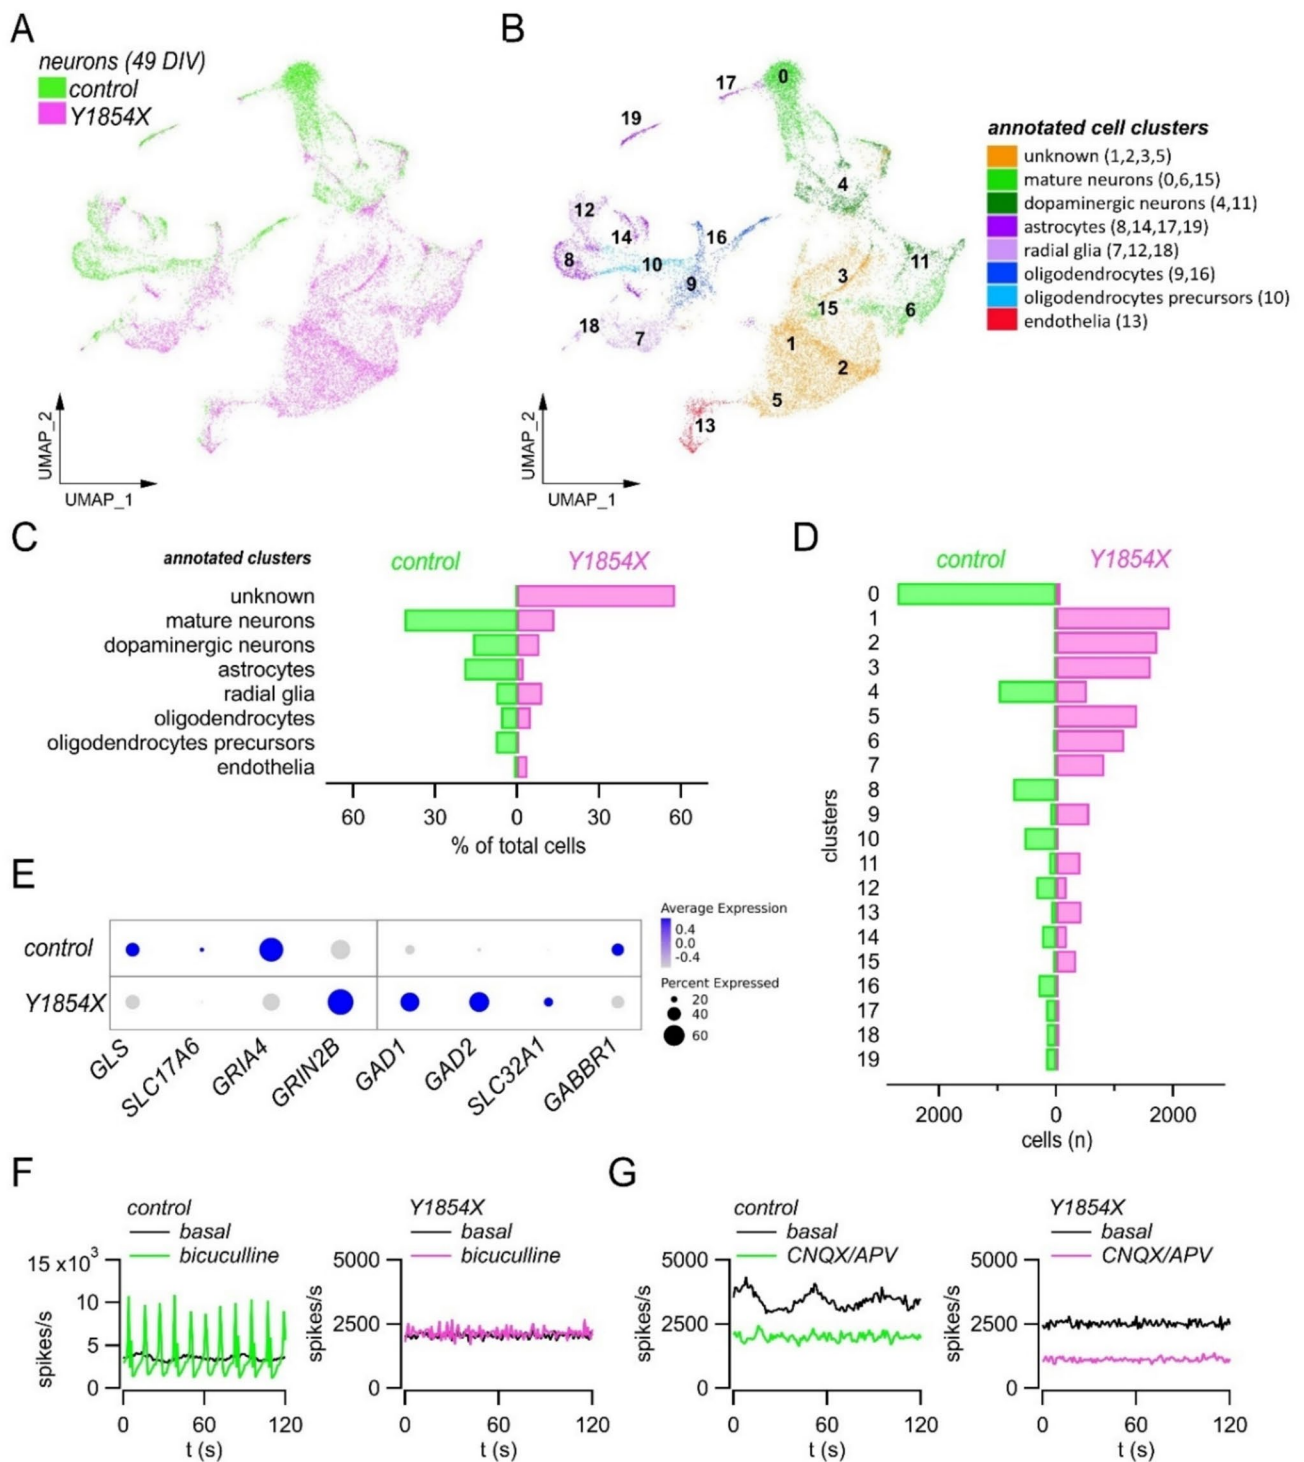 A
neurons (49 DIV)
control
Y1854X
UMAP_2
UMAP_1
B
17
0
19
4
12
14
16
8
10
9
3
11
15
6
18
7
1
2
5
13
UMAP_2
UMAP_1
annotated cell clusters
unknown (1,2,3,5)
mature neurons (0,6,15)
dopaminergic neurons (4,11)
astrocytes (8,14,17,19)
radial glia (7,12,18)
oligodendrocytes (9,16)
oligodendrocytes precursors (10)
endothelia (13)
C
annotated clusters
control
Y1854X
unknown
mature neurons
dopaminergic neurons
astrocytes
radial glia
oligodendrocytes
oligodendrocytes precursors
endothelia
60 30 0 30 60
% of total cells
D
control
Y1854X
clusters
0
1
2
3
4
5
6
7
8
9
10
11
12
13
14
15
16
17
18
19
2000 0 2000
cells (n)
E
control
Y1854X
GLS
SLC17A6
GRIA4
GRIN2B
GAD1
GAD2
SLC32A1
GABBR1
Average Expression
0.4
0.0
-0.4
Percent Expressed
20
40
60
F
control
basal
bicuculline
15 x10³
10
5
0
spikes/s
0 60 120
t (s)
Y1854X
basal
bicuculline
5000
2500
0
spikes/s
0 60 120
t (s)
G
control
basal
CNQX/APV
5000
2500
0
spikes/s
0 60 120
t (s)
Y1854X
basal
CNQX/APV
5000
2500
0
spikes/s
0 60 120
t (s)